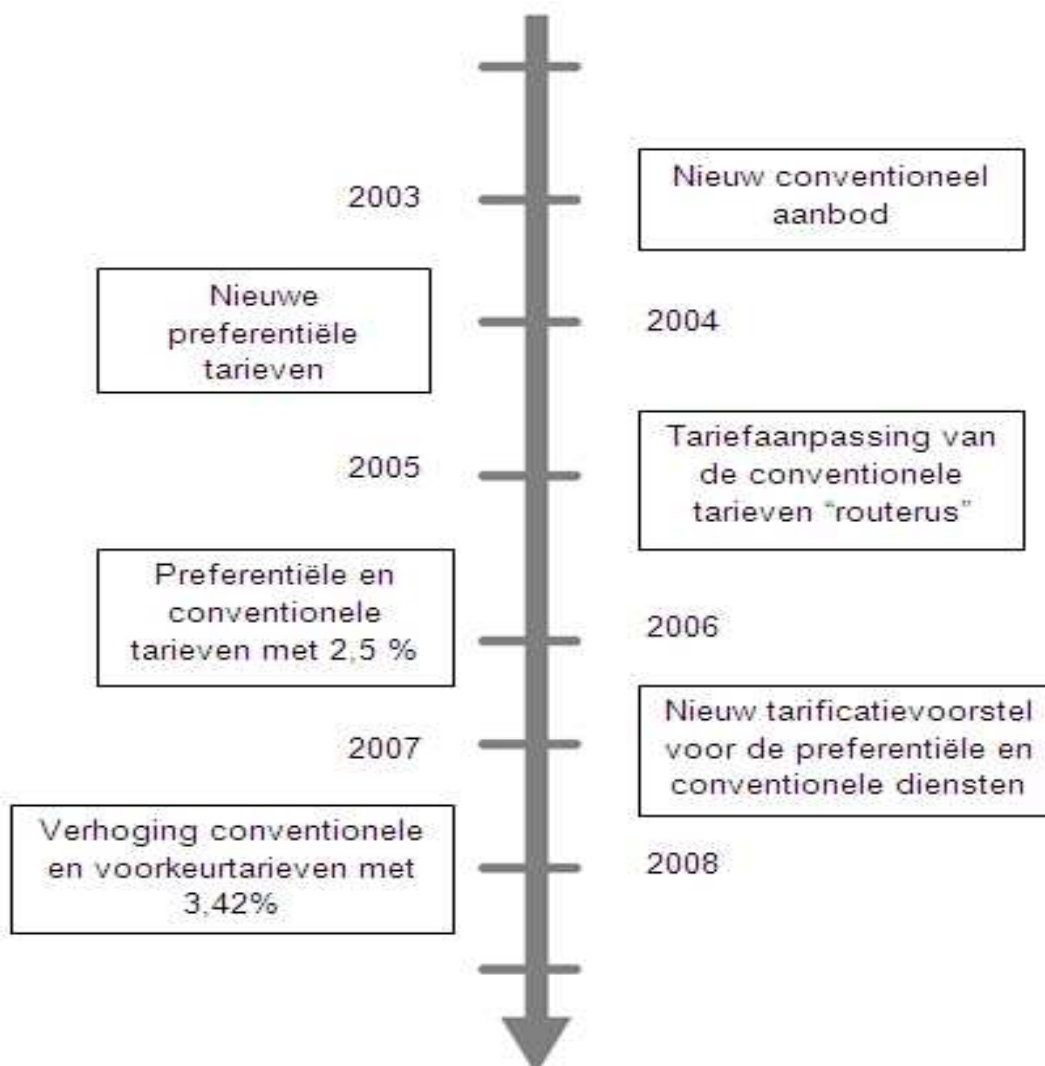 2003
Nieuw conventioneel
aanbod
Nieuwe
preferentiële
tarieven
2004
2005
Tariefaanpassing van
de conventionele
tarieven “routerus”
Preferentiële en
conventionele
tarieven met 2,5 %
2006
2007
Nieuw tarificatievoorstel
voor de preferentiële en
conventionele diensten
Verhoging conventionele
en voorkeurtarieven met
3,42%
2008